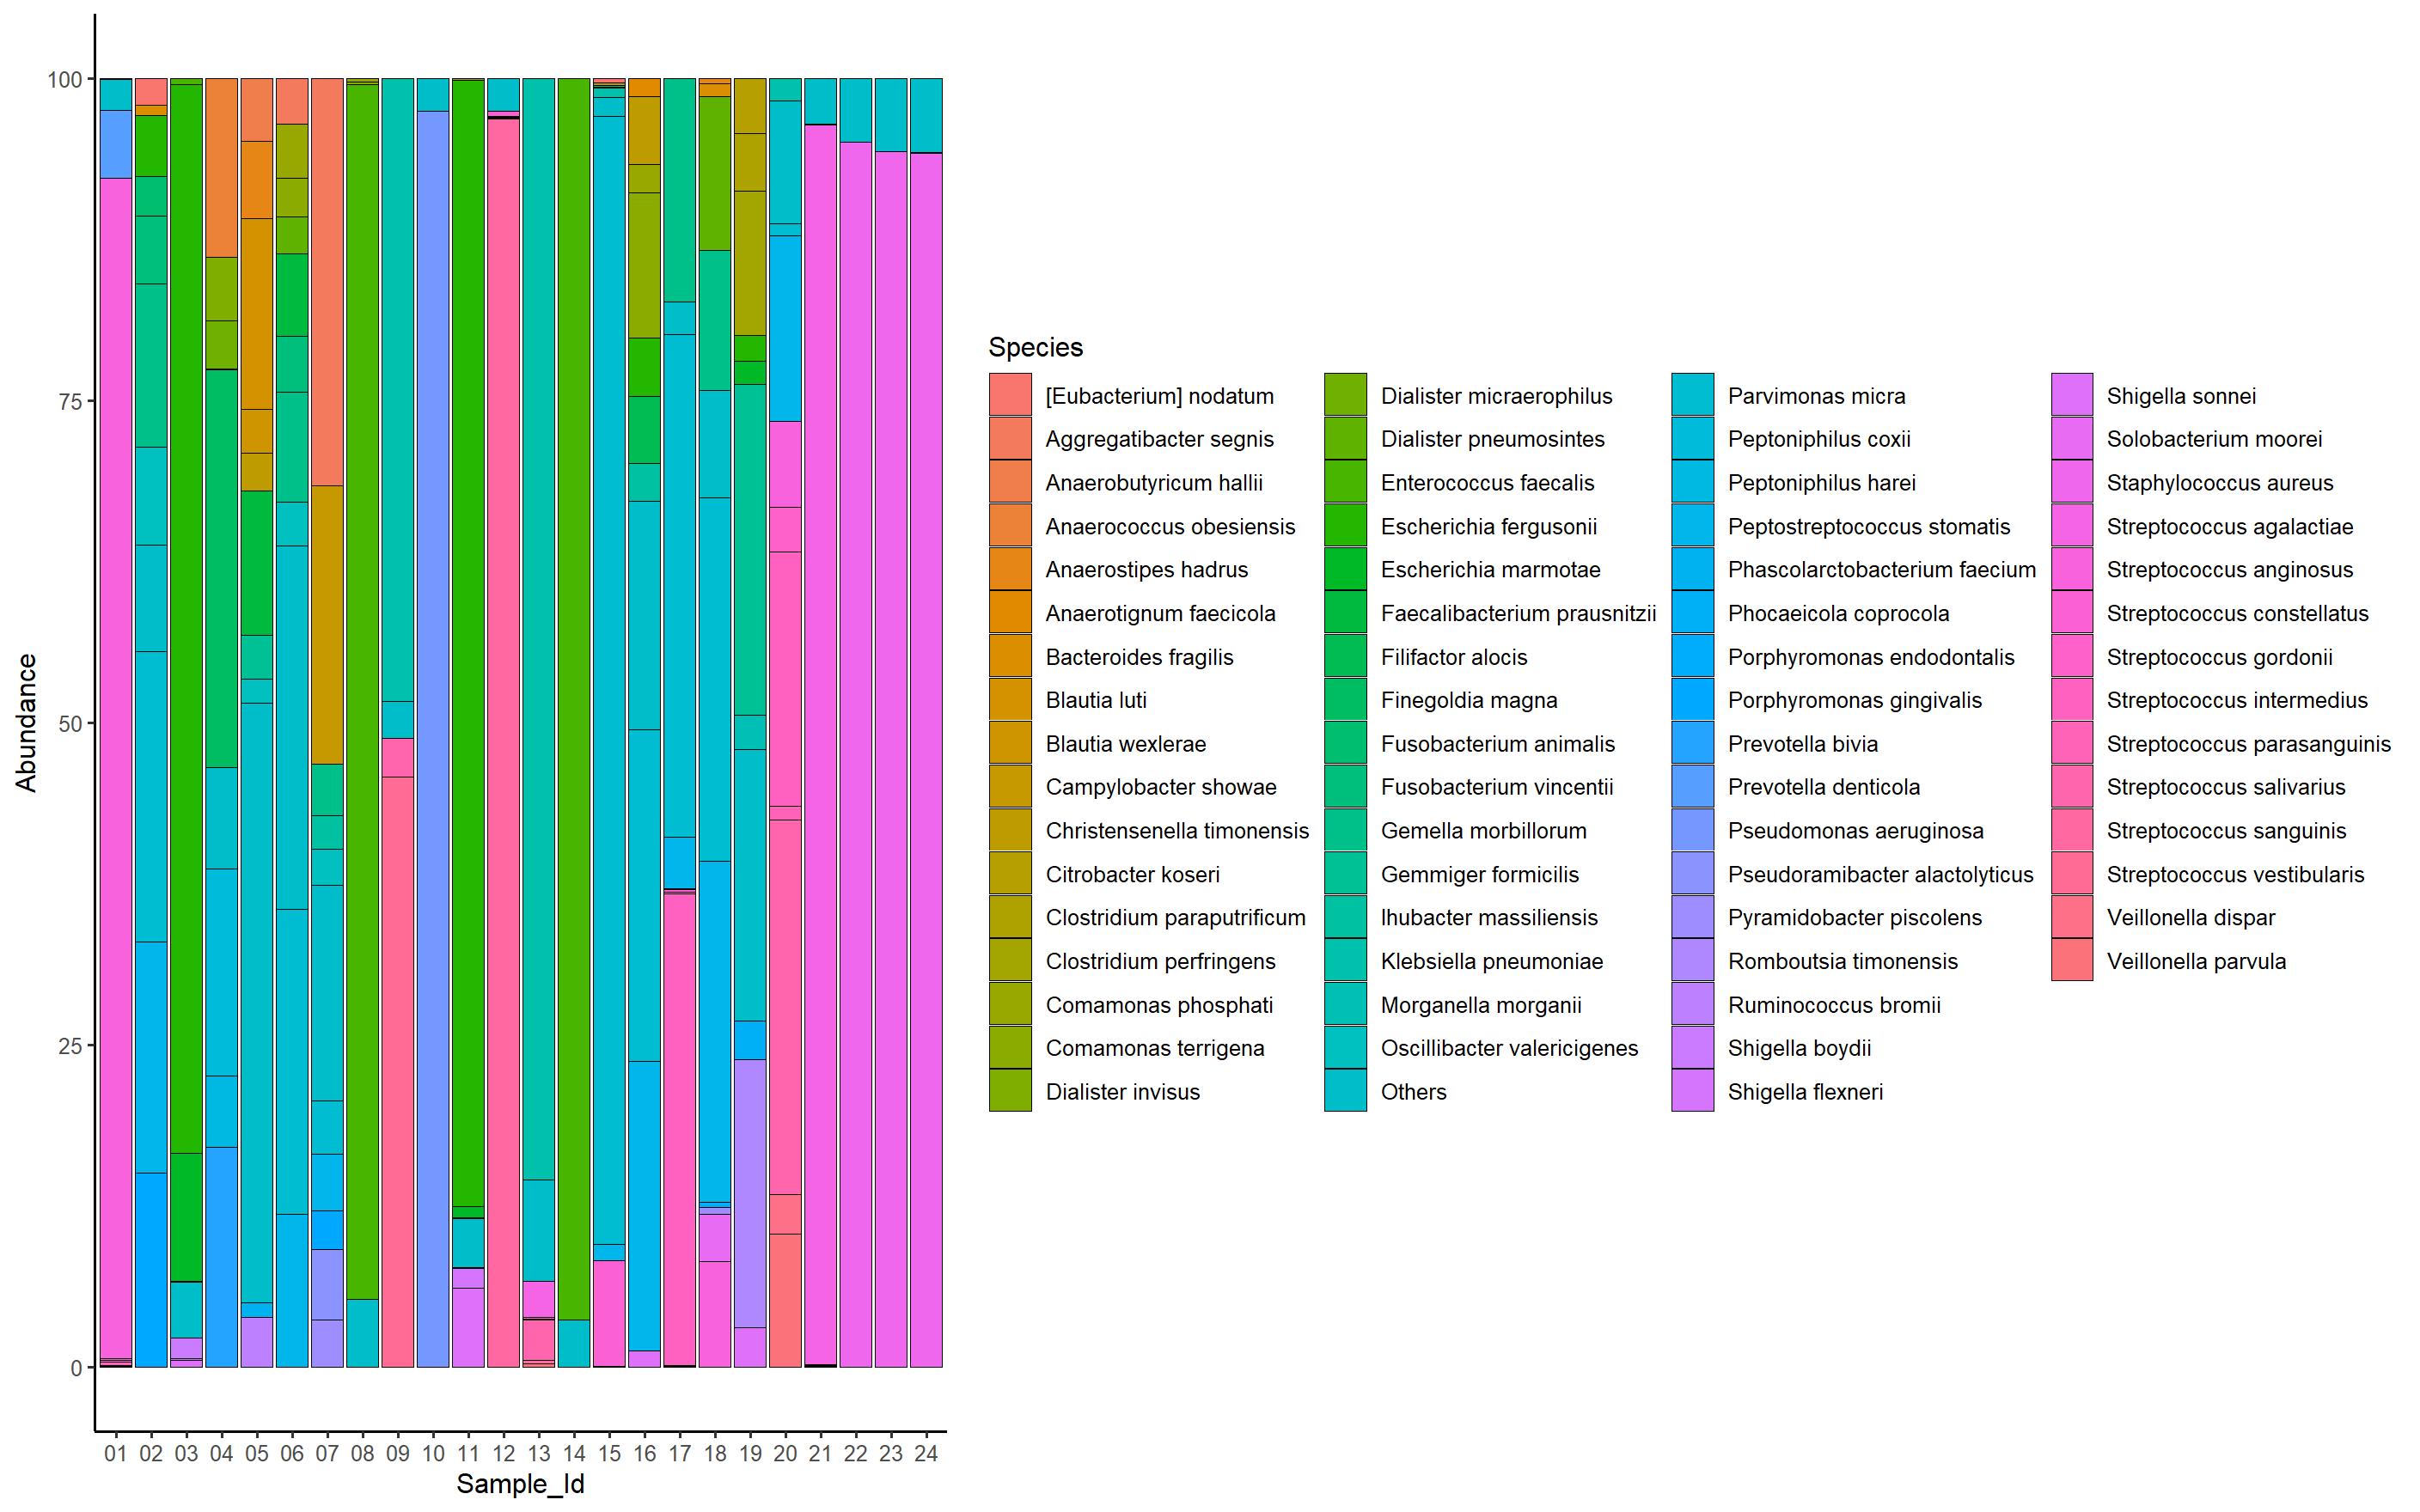 100
75
50
25
0
Abundance
01 02 03 04 05 06 07 08 09 10 11 12 13 14 15 16 17 18 19 20 21 22 23 24
Sample_Id
Species
[Eubacterium] nodatum
Aggregatibacter segnis
Anaerobutyricum hallii
Anaerococcus obesiensis
Anaerostipes hadrus
Anaerotignum faecicola
Bacteroides fragilis
Blautia luti
Blautia wexlerae
Campylobacter showae
Christensenella timonensis
Citrobacter koseri
Clostridium paraputrificum
Clostridium perfringens
Comamonas phosphati
Comamonas terrigena
Dialister invisus
Dialister micraerophilus
Dialister pneumosintes
Enterococcus faecalis
Escherichia fergusonii
Escherichia marmotae
Faecalibacterium prausnitzii
Filifactor alocis
Finegoldia magna
Fusobacterium animalis
Fusobacterium vincentii
Gemella morbillorum
Gemmiger formicilis
Ihubacter massiliensis
Klebsiella pneumoniae
Morganella morganii
Oscillibacter valericigenes
Others
Parvimonas micra
Peptoniphilus coxii
Peptoniphilus harei
Peptostreptococcus stomatis
Phascolarctobacterium faecium
Phocaeicola coprocola
Porphyromonas endodontalis
Porphyromonas gingivalis
Prevotella bivia
Prevotella denticola
Pseudomonas aeruginosa
Pseudoramibacter alactolyticus
Pyramidobacter piscolens
Romboutsia timonensis
Ruminococcus bromii
Shigella boydii
Shigella flexneri
Shigella sonnei
Solobacterium moorei
Staphylococcus aureus
Streptococcus agalactiae
Streptococcus anginosus
Streptococcus constellatus
Streptococcus gordonii
Streptococcus intermedius
Streptococcus parasanguinis
Streptococcus salivarius
Streptococcus sanguinis
Streptococcus vestibularis
Veillonella dispar
Veillonella parvula